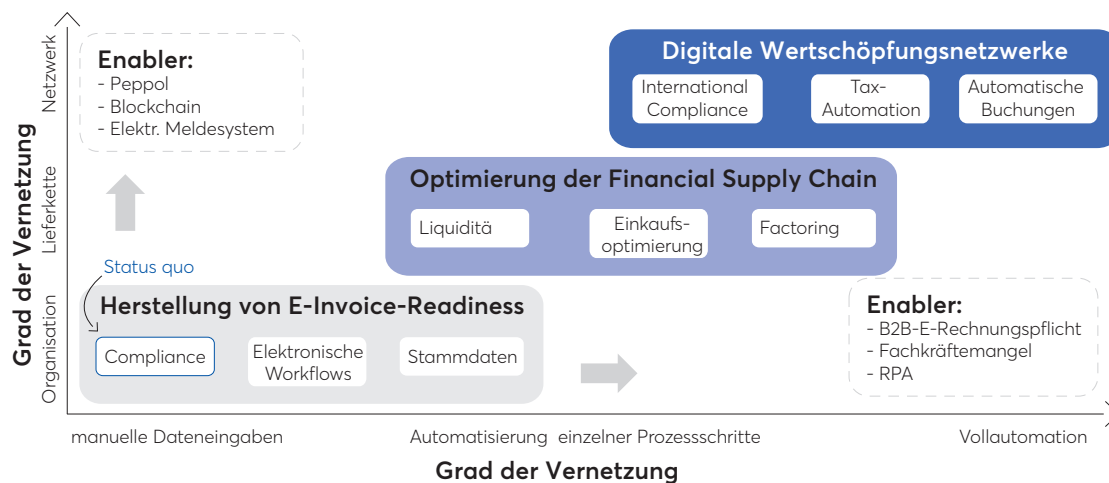 Grad der Vernetzung
Netzwerk
Lieferkette
Organisation
Enabler:
- Peppol
- Blockchain
- Elektr. Meldesystem
Digitale Wertschöpfungsnetzwerke
International
Compliance
Tax-
Automation
Automatische
Buchungen
Optimierung der Financial Supply Chain
Liquiditä
Einkaufs-
optimierung
Factoring
Status quo
Herstellung von E-Invoice-Readiness
Compliance
Elektronische
Workflows
Stammdaten
Enabler:
- B2B-E-Rechnungspflicht
- Fachkräftemangel
- RPA
manuelle Dateneingaben
Automatisierung einzelner Prozessschritte
Vollautomation
Grad der Vernetzung